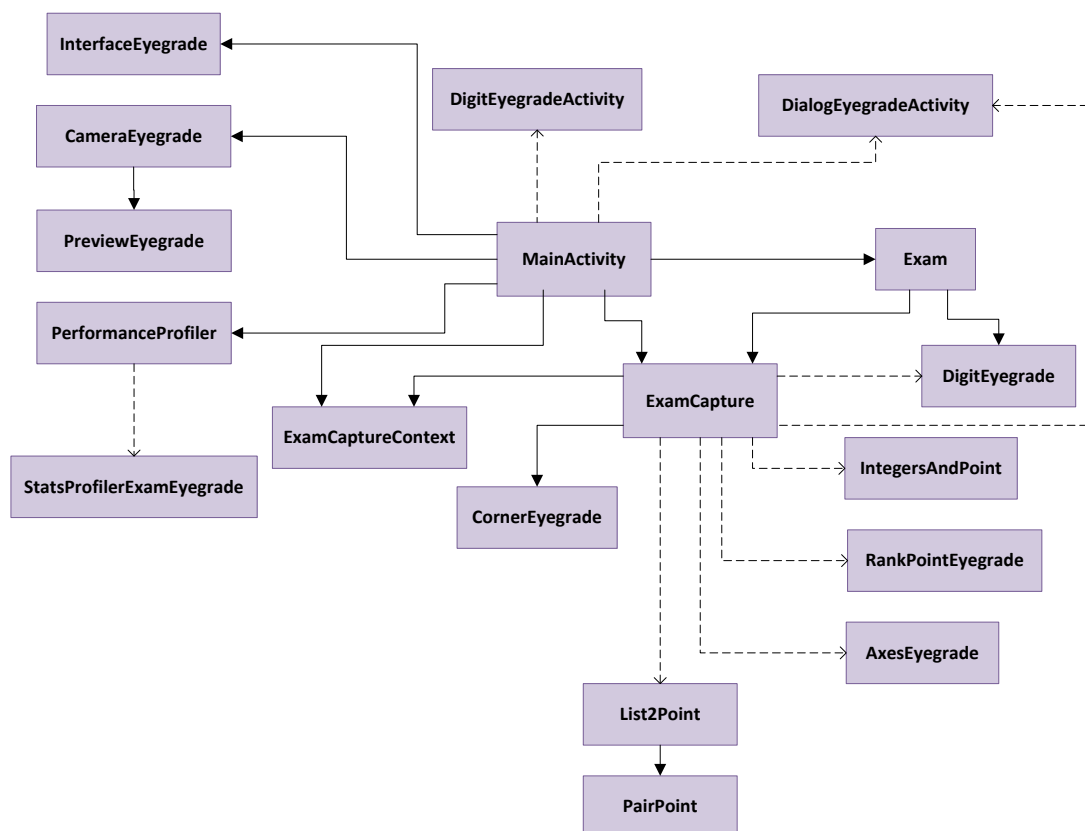 InterfaceEyegrade
DigitEyegradeActivity
DialogEyegradeActivity
CameraEyegrade
PreviewEyegrade
MainActivity
Exam
PerformanceProfiler
DigitEyegrade
ExamCapture
ExamCaptureContext
IntegersAndPoint
StatsProfilerExamEyegrade
CornerEyegrade
RankPointEyegrade
AxesEyegrade
List2Point
PairPoint